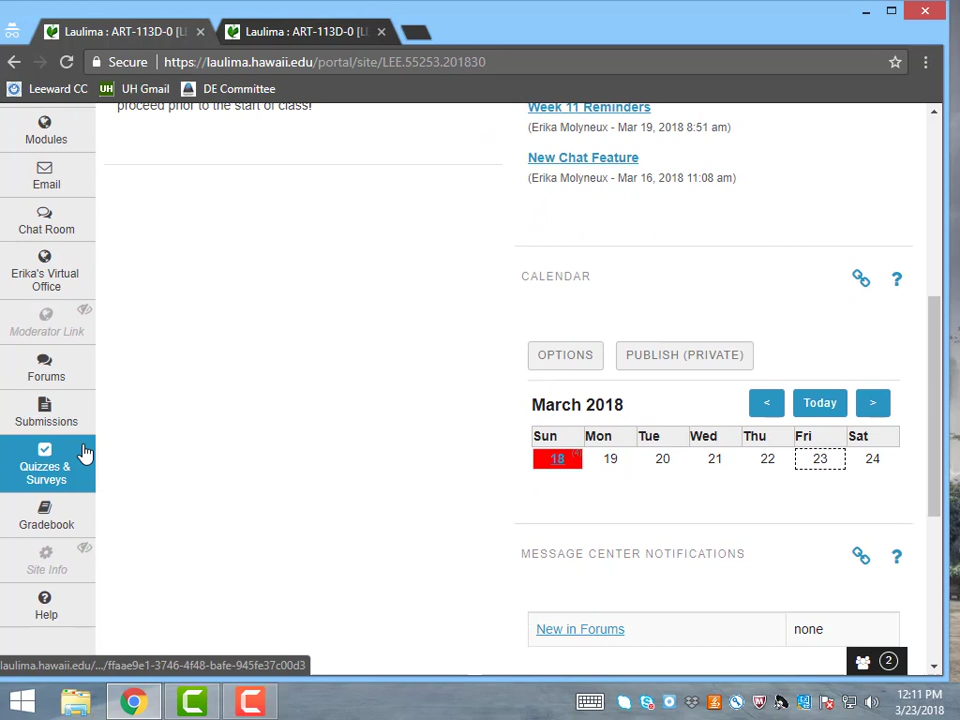 Laulima : ART-113D-0 [L
Laulima : ART-113D-0 [L
Secure
https://laulima.hawaii.edu/portal/site/LEE.55253.201830
Leeward CC
UH
UH Gmail
DE Committee
proceed prior to the start of class!
Week 11 Reminders
(Erika Molyneux - Mar 19, 2018 8:51 am)
New Chat Feature
(Erika Molyneux - Mar 16, 2018 11:08 am)
Modules
Email
Chat Room
Erika's Virtual
Office
Moderator Link
Forums
Submissions
Quizzes &
Surveys
Gradebook
Site Info
Help
CALENDAR
?
OPTIONS
PUBLISH (PRIVATE)
March 2018
<
Today
>
Sun Mon Tue Wed Thu Fri Sat
18 19 20 21 22 23 24
MESSAGE CENTER NOTIFICATIONS
?
New in Forums
none
2
laulima.hawaii.edu/.../ffaae9e1-3746-4f48-bafe-945fe37c00d3
12:11 PM
3/23/2018